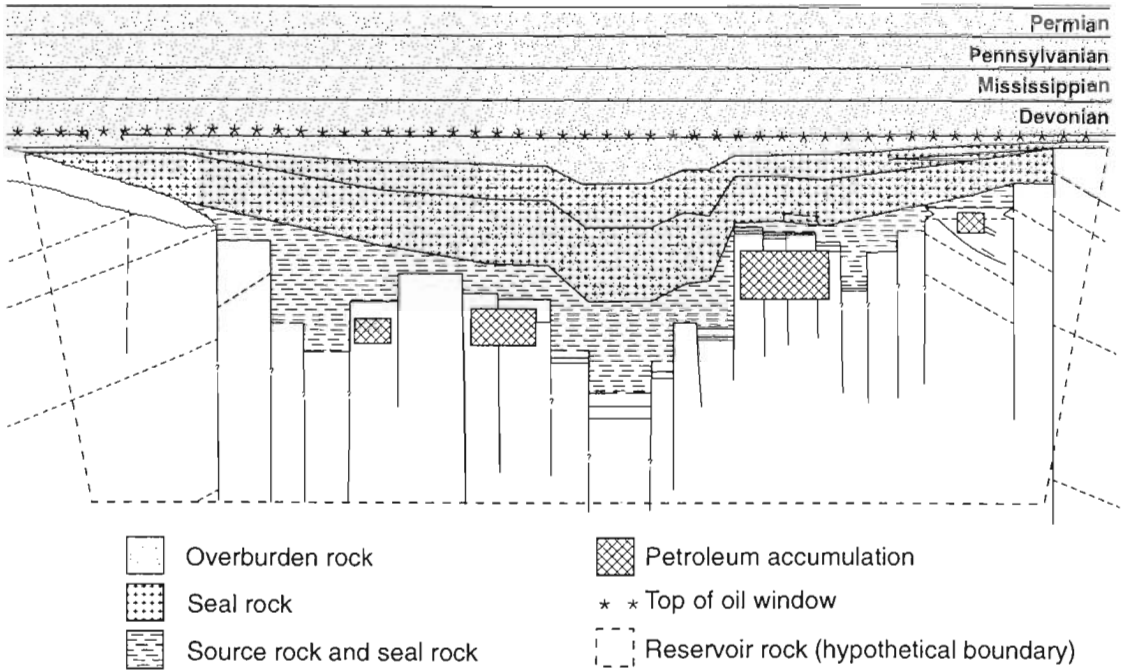 Permian
Pennsylvanian
Mississippian
Devonian
? ? ? ? ? ? ? ? ? ?
Overburden rock
Seal rock
Source rock and seal rock
Petroleum accumulation
* * Top of oil window
Reservoir rock (hypothetical boundary)